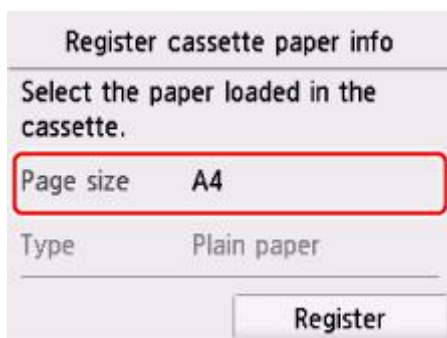 Register cassette paper info
Select the paper loaded in the
cassette.
Page size A4
Type Plain paper
Register